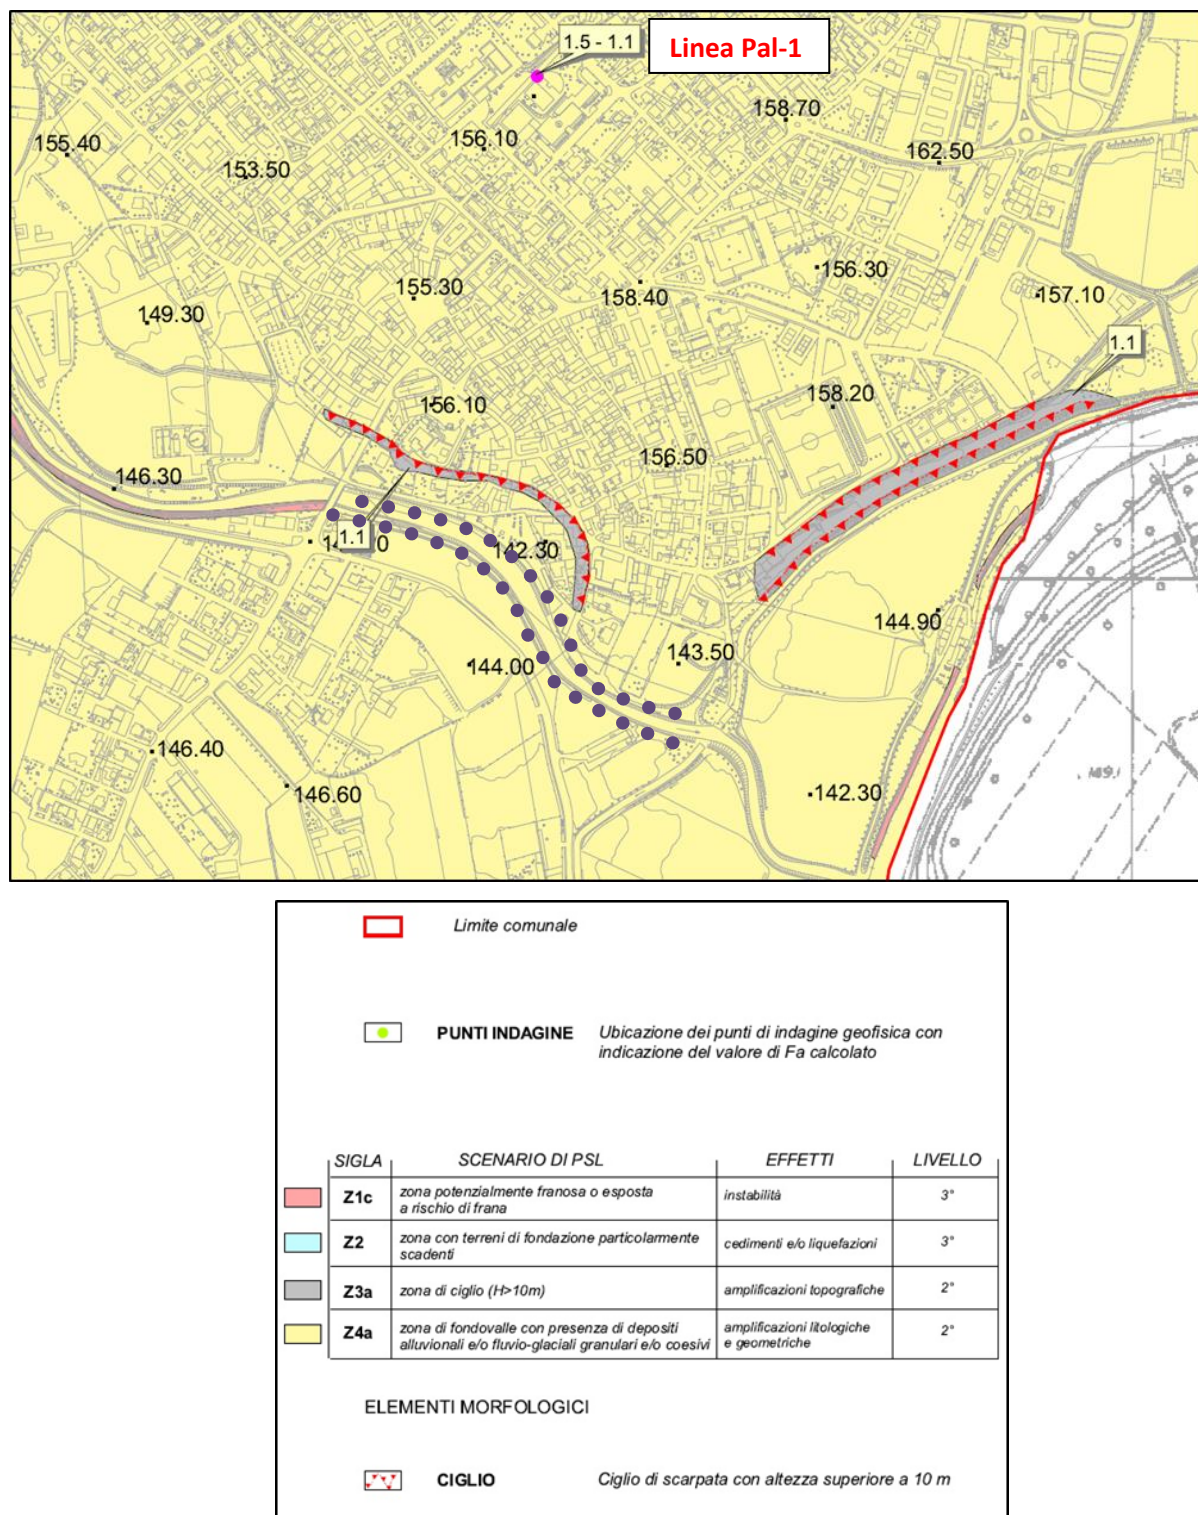 1.5 - 1.1
Linea Pal-1
158.70
155.40
156.10
162.50
153.50
156.30
155.30
158.40
157.10
149.30
1.1
158.20
156.10
156.50
146.30
1.1
142.30
144.90
143.50
144.00
146.40
146.60
142.30
Limite comunale
PUNTI INDAGINE
Ubicazione dei punti di indagine geofisica con
indicazione del valore di Fa calcolato
SIGLA SCENARIO DI PSL EFFETTI LIVELLO
Z1c zona potenzialmente franosa o esposta
a rischio di frana
instabilità 3°
Z2 zona con terreni di fondazione particolarmente
scadenti
cedimenti e/o liquefazioni 3°
Z3a zona di ciglio (H>10m) amplificazioni topografiche 2°
Z4a zona di fondovalle con presenza di depositi
alluvionali e/o fluvio-glaciali granulari e/o coesivi
amplificazioni litologiche
e geometriche
2°
ELEMENTI MORFOLOGICI
CIGLIO
Ciglio di scarpata con altezza superiore a 10 m